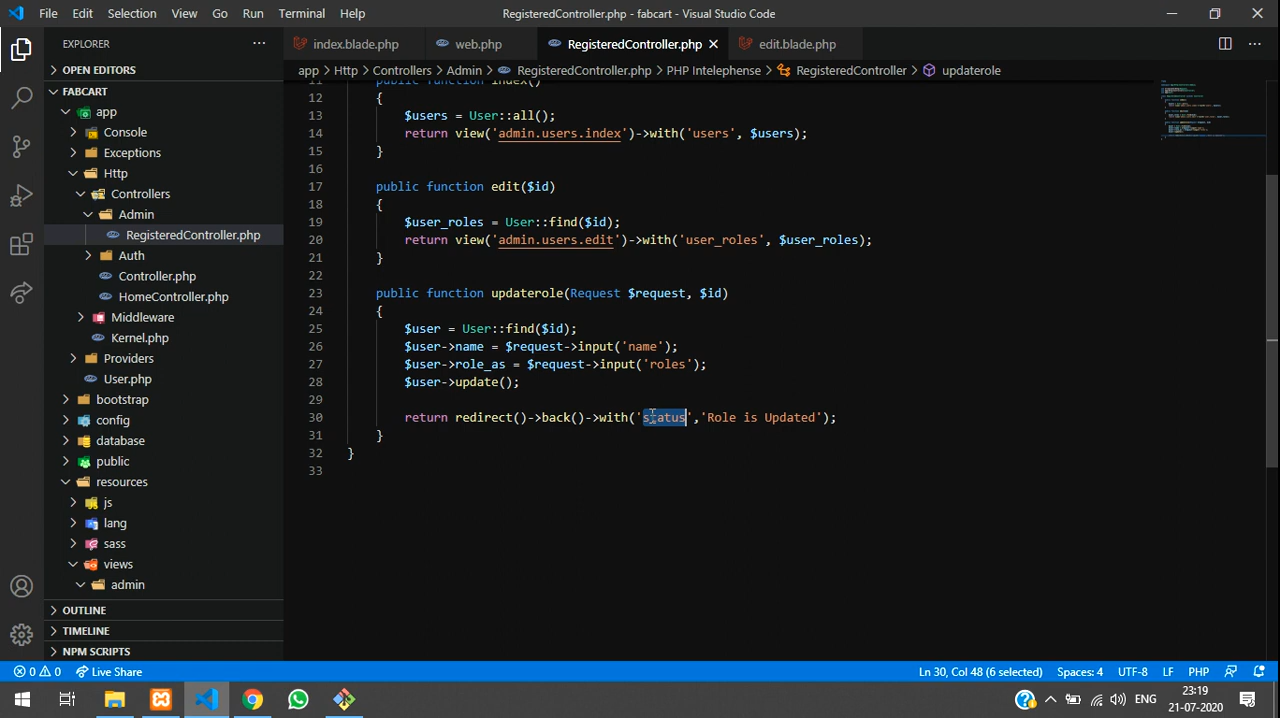 File Edit Selection View Go Run Terminal Help RegisteredController.php - fabcart - Visual Studio Code
EXPLORER
index.blade.php web.php RegisteredController.php edit.blade.php
app > Http > Controllers > Admin > RegisteredController.php > PHP Intelephense > RegisteredController > updaterole
OPEN EDITORS
FABCART
app
Console
Exceptions
Http
Controllers
Admin
RegisteredController.php
Auth
Controller.php
HomeController.php
Middleware
Kernel.php
Providers
User.php
bootstrap
config
database
public
resources
js
lang
sass
views
admin
OUTLINE
TIMELINE
NPM SCRIPTS
11 public function index()
12 {
13 $users = User::all();
14 return view('admin.users.index')->with('users', $users);
15 }
16
17 public function edit($id)
18 {
19 $user_roles = User::find($id);
20 return view('admin.users.edit')->with('user_roles', $user_roles);
21 }
22
23 public function updaterole(Request $request, $id)
24 {
25 $user = User::find($id);
26 $user->name = $request->input('name');
27 $user->role_as = $request->input('roles');
28 $user->update();
29
30 return redirect()->back()->with('status','Role is Updated');
31 }
32 }
33
0 0 Live Share Ln 30, Col 48 (6 selected) Spaces: 4 UTF-8 LF PHP
ENG 23:19
21-07-2020